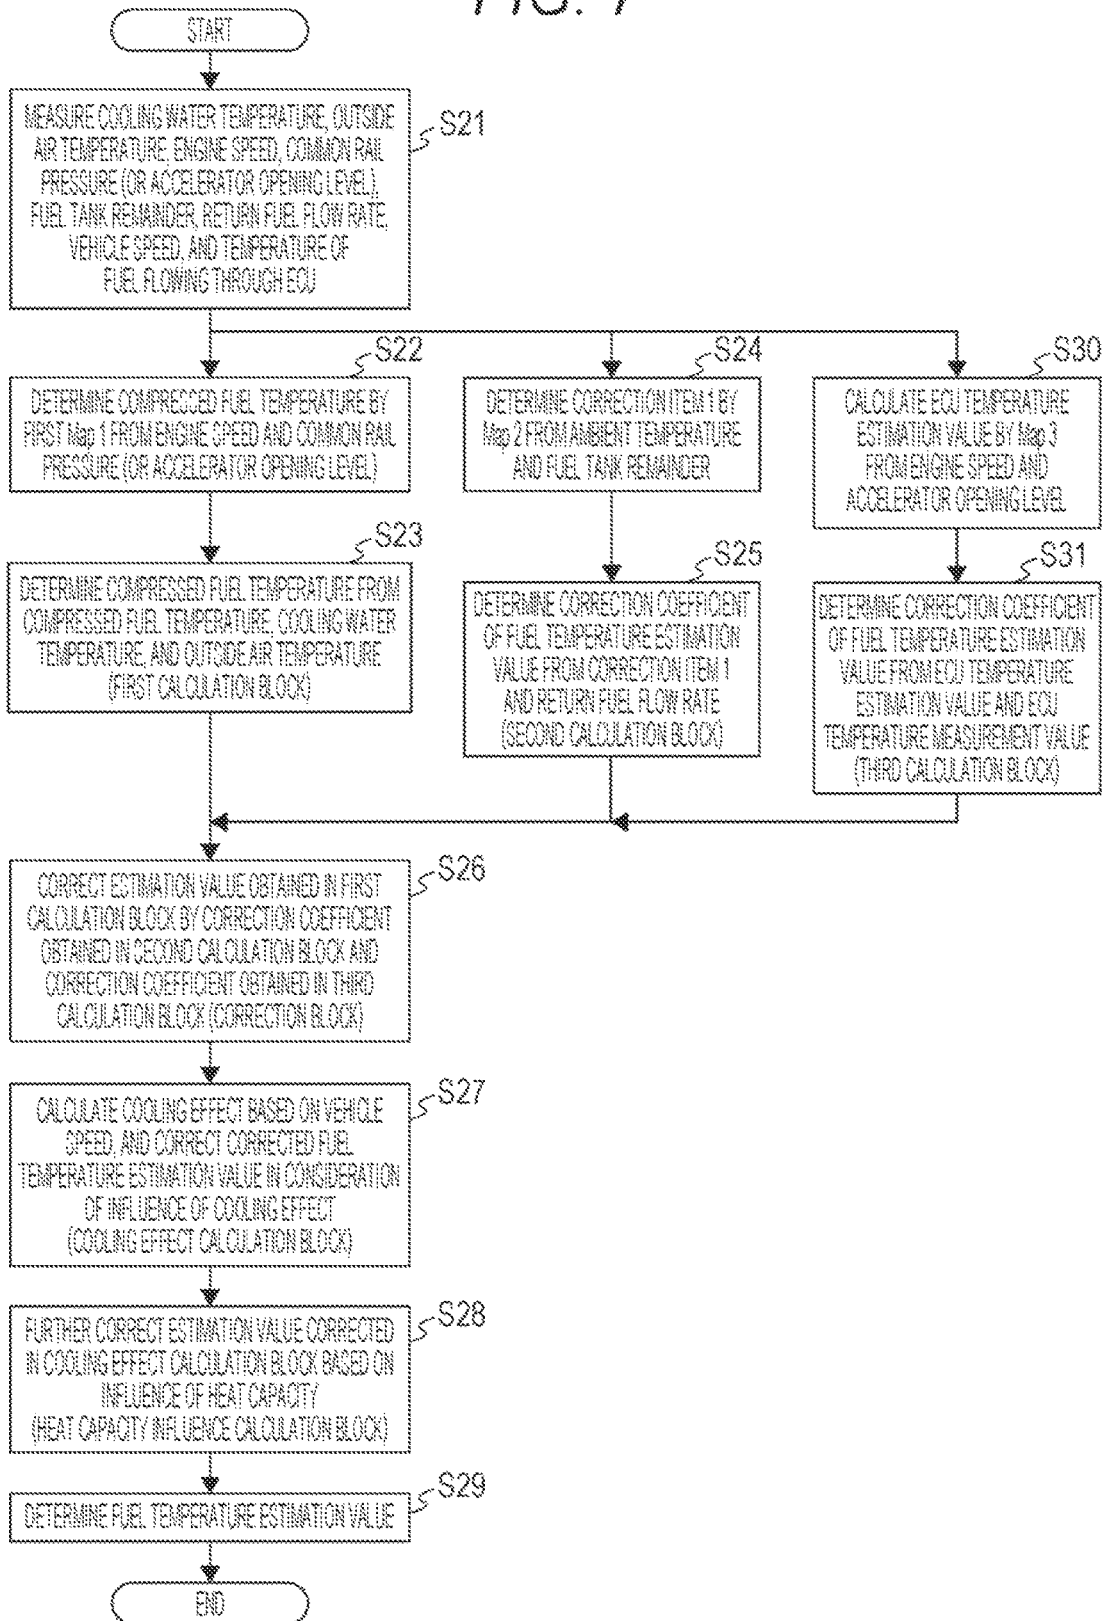 START
MEASURE COOLING WATER TEMPERATURE, OUTSIDE
AIR TEMPERATURE, ENGINE SPEED, COMMON RAIL
PRESSURE (OR ACCELERATOR OPENING LEVEL),
FUEL TANK REMAINDER, RETURN FUEL FLOW RATE,
VEHICLE SPEED, AND TEMPERATURE OF
FUEL FLOWING THROUGH ECU
S21
S22
DETERMINE COMPRECCED FUEL TEMPERATURE BY
FIRST Map 1 FROM ENGINE SPEED AND COMMON RAIL
PRESSURE (OR ACCELERATOR OPENING LEVEL)
S24
DETERMINE CORRECTION ITEM 1 BY
Map 2 FROM AMBIENT TEMPERATURE
AND FUEL TANK REMAINDER
S30
CALCULATE ECU TEMPERATURE
ESTIMATION VALUE BY Map 3
FROM ENGINE SPEED AND
ACCELERATOR OPENING LEVEL
S23
DETERMINE COMPRESSED FUEL TEMPERATURE FROM
COMPRESSED FUEL TEMPERATURE, COOLING WATER
TEMPERATURE, AND OUTSIDE AIR TEMPERATURE
(FIRST CALCULATION BLOCK)
S25
DETERMINE CORRECTION COEFFICIENT
OF FUEL TEMPERATURE ESTIMATION
VALUE FROM CORRECTION ITEM 1
AND RETURN FUEL FLOW RATE
(SECOND CALCULATION BLOCK)
S31
DETERMINE CORRECTION COEFFICIENT
OF FUEL TEMPERATURE ESTIMATION
VALUE FROM ECU TEMPERATURE
ESTIMATION VALUE AND ECU
TEMPERATURE MEASUREMENT VALUE
(THIRD CALCULATION BLOCK)
S26
CORRECT ESTIMATION VALUE OBTAINED IN FIRST
CALCULATION BLOCK BY CORRECTION COEFFICIENT
OBTAINED IN SECOND CALCULATION BLOCK AND
CORRECTION COEFFICIENT OBTAINED IN THIRD
CALCULATION BLOCK (CORRECTION BLOCK)
S27
CALCULATE COOLING EFFECT BASED ON VEHICLE
SPEED, AND CORRECT CORRECTED FUEL
TEMPERATURE ESTIMATION VALUE IN CONSIDERATION
OF INFLUENCE OF COOLING EFFECT
(COOLING EFFECT CALCULATION BLOCK)
S28
FURTHER CORRECT ESTIMATION VALUE CORRECTED
IN COOLING EFFECT CALCULATION BLOCK BASED ON
INFLUENCE OF HEAT CAPACITY
(HEAT CAPACITY INFLUENCE CALCULATION BLOCK)
S29
DETERMINE FUEL TEMPERATURE ESTIMATION VALUE
END